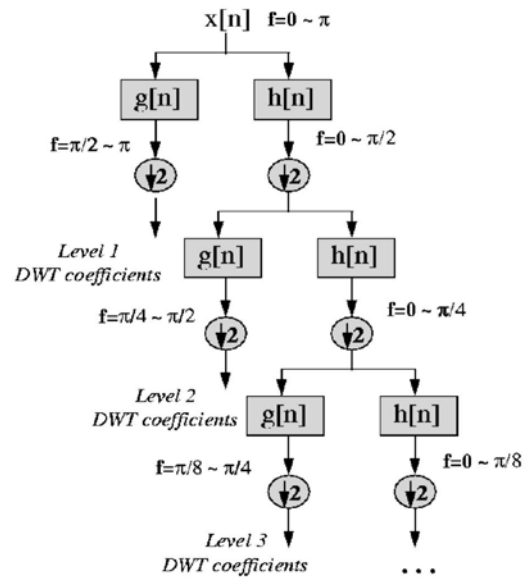 x[n] f=0 ~ π
g[n] h[n]
f=π/2 ~ π f=0 ~ π/2
2 2
Level 1
DWT coefficients
g[n] h[n]
f=π/4 ~ π/2 f=0 ~ π/4
2 2
Level 2
DWT coefficients
g[n] h[n]
f=π/8 ~ π/4 f=0 ~ π/8
2 2
Level 3
DWT coefficients
...